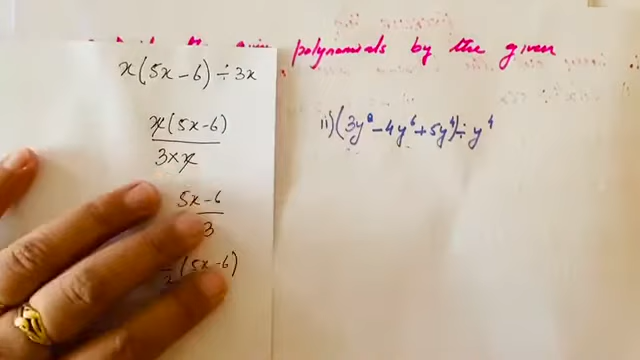 polynomials by the given
x(5x-6)÷3x
x(5x-6)
3×x
5x-6
3
(5x-6)
ii)(3y⁸-4y⁶+5y⁴)÷y⁴